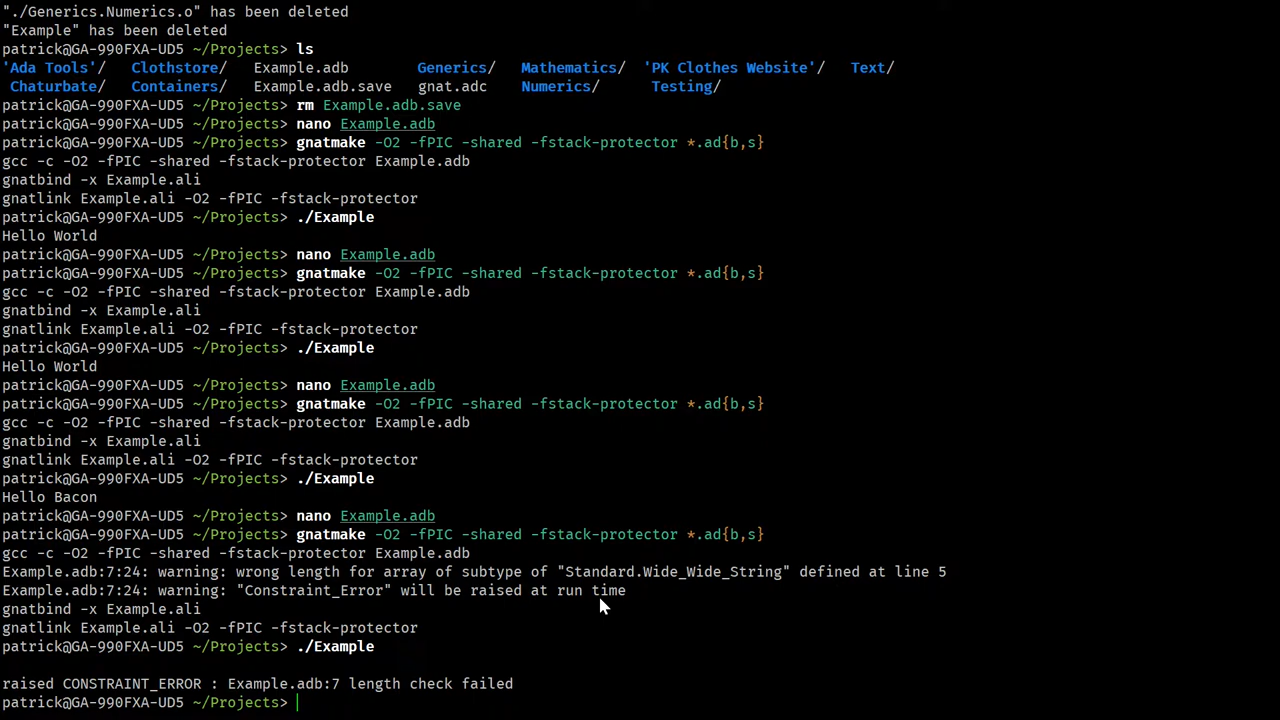 "./Generics.Numerics.o" has been deleted
"Example" has been deleted
patrick@GA-990FXA-UD5 ~/Projects> ls
'Ada Tools'/   Clothstore/   Example.adb        Generics/   Mathematics/  'PK Clothes Website'/   Text/
 Chaturbate/   Containers/   Example.adb.save   gnat.adc    Numerics/      Testing/
patrick@GA-990FXA-UD5 ~/Projects> rm Example.adb.save
patrick@GA-990FXA-UD5 ~/Projects> nano Example.adb
patrick@GA-990FXA-UD5 ~/Projects> gnatmake -O2 -fPIC -shared -fstack-protector *.ad{b,s}
gcc -c -O2 -fPIC -shared -fstack-protector Example.adb
gnatbind -x Example.ali
gnatlink Example.ali -O2 -fPIC -fstack-protector
patrick@GA-990FXA-UD5 ~/Projects> ./Example
Hello World
patrick@GA-990FXA-UD5 ~/Projects> nano Example.adb
patrick@GA-990FXA-UD5 ~/Projects> gnatmake -O2 -fPIC -shared -fstack-protector *.ad{b,s}
gcc -c -O2 -fPIC -shared -fstack-protector Example.adb
gnatbind -x Example.ali
gnatlink Example.ali -O2 -fPIC -fstack-protector
patrick@GA-990FXA-UD5 ~/Projects> ./Example
Hello World
patrick@GA-990FXA-UD5 ~/Projects> nano Example.adb
patrick@GA-990FXA-UD5 ~/Projects> gnatmake -O2 -fPIC -shared -fstack-protector *.ad{b,s}
gcc -c -O2 -fPIC -shared -fstack-protector Example.adb
gnatbind -x Example.ali
gnatlink Example.ali -O2 -fPIC -fstack-protector
patrick@GA-990FXA-UD5 ~/Projects> ./Example
Hello Bacon
patrick@GA-990FXA-UD5 ~/Projects> nano Example.adb
patrick@GA-990FXA-UD5 ~/Projects> gnatmake -O2 -fPIC -shared -fstack-protector *.ad{b,s}
gcc -c -O2 -fPIC -shared -fstack-protector Example.adb
Example.adb:7:24: warning: wrong length for array of subtype of "Standard.Wide_Wide_String" defined at line 5
Example.adb:7:24: warning: "Constraint_Error" will be raised at run time
gnatbind -x Example.ali
gnatlink Example.ali -O2 -fPIC -fstack-protector
patrick@GA-990FXA-UD5 ~/Projects> ./Example
raised CONSTRAINT_ERROR : Example.adb:7 length check failed
patrick@GA-990FXA-UD5 ~/Projects>